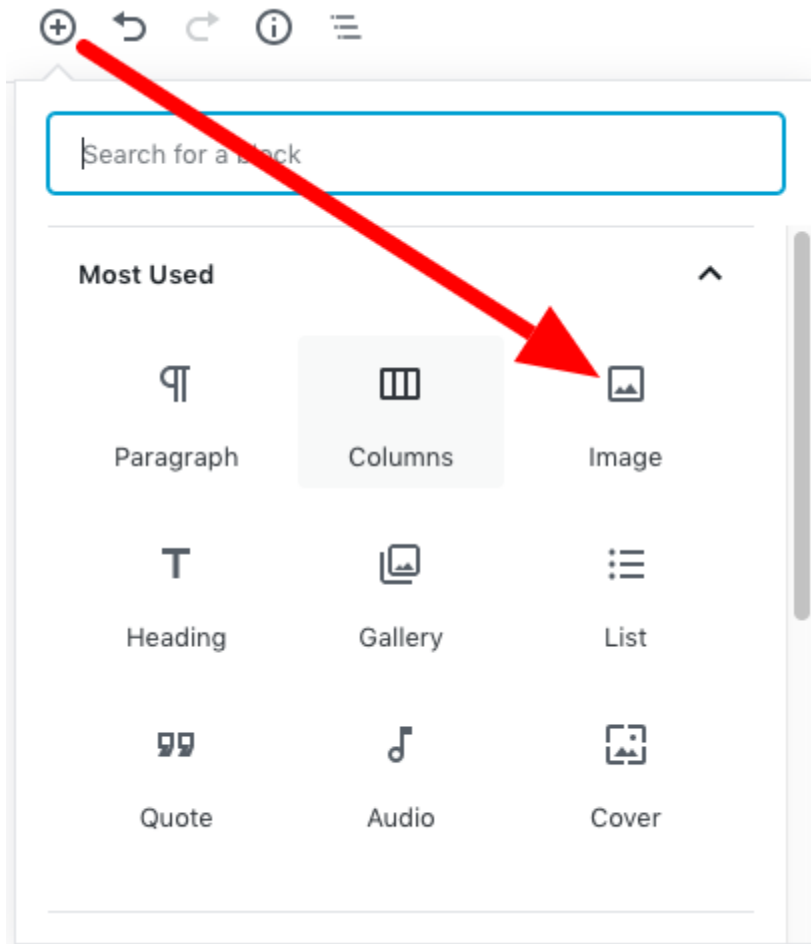 Search for a block
Most Used
Paragraph
Columns
Image
Heading
Gallery
List
Quote
Audio
Cover